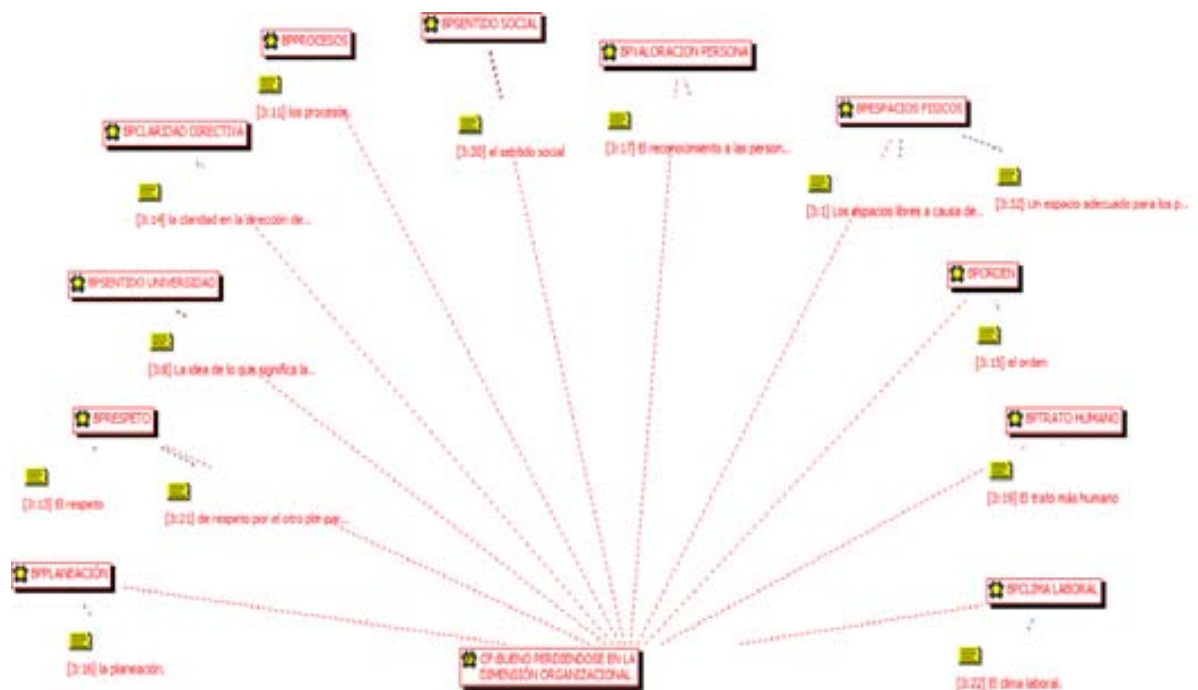 BPSENTIDO SOCIAL
BPPROCESOS
BPVALORACION PERSONA
[3:11] los procesos.
BPESPACIOS FISICOS
BPCLARIDAD DIRECTIVA
[3:20] el sentido social
[3:17] El reconocimiento a las person...
[3:14] la claridad en la dirección de...
[3:1] Los espacios libres a causa de...
[3:32] Un espacio adecuado para los p...
BPSENTIDO UNIVERSIDAD
BPORDEN
[3:8] La idea de lo que significa la...
[3:15] el orden
BPRESPETO
BPTRATO HUMANO
[3:13] El respeto
[3:21] de respeto por el otro por
[3:19] El trato más humano
BPPLANEACIÓN
BPCLIMA LABORAL
[3:16] la planeación.
CF-BUENO PERDIENDOSE EN LA
DIMENSIÓN ORGANIZACIONAL
[3:22] El clima laboral.